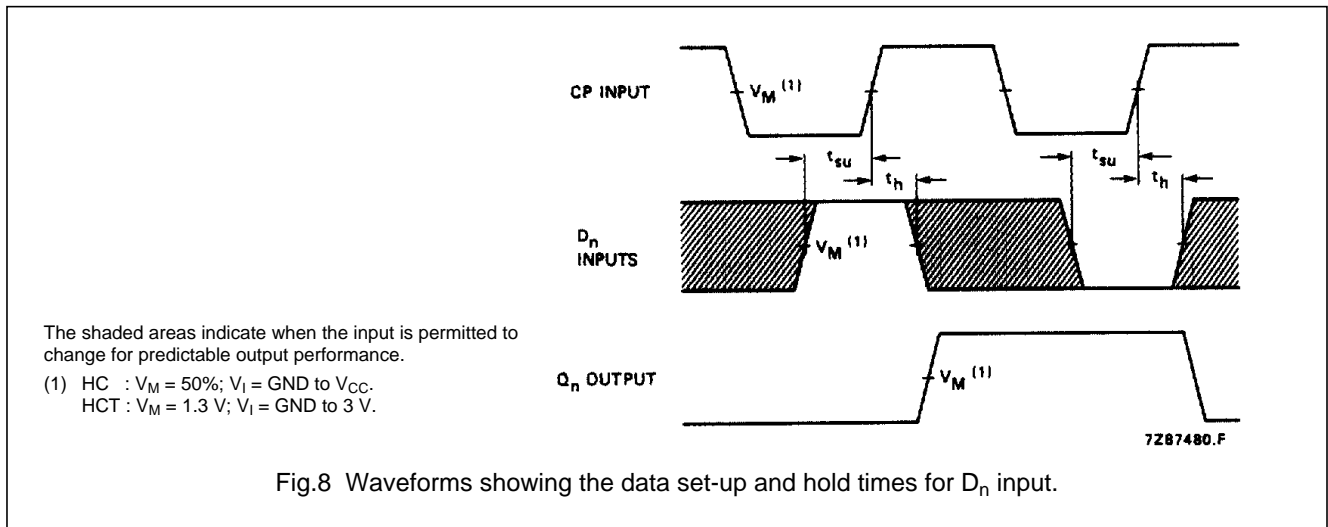 CP INPUT
V_M (1)
t_su
t_h
t_su
t_h
D_n
INPUTS
V_M (1)
The shaded areas indicate when the input is permitted to
change for predictable output performance.
(1) HC : V_M = 50%; V_I = GND to V_CC.
HCT : V_M = 1.3 V; V_I = GND to 3 V.
Q_n OUTPUT
V_M (1)
7Z87480.F
Fig.8 Waveforms showing the data set-up and hold times for D_n input.